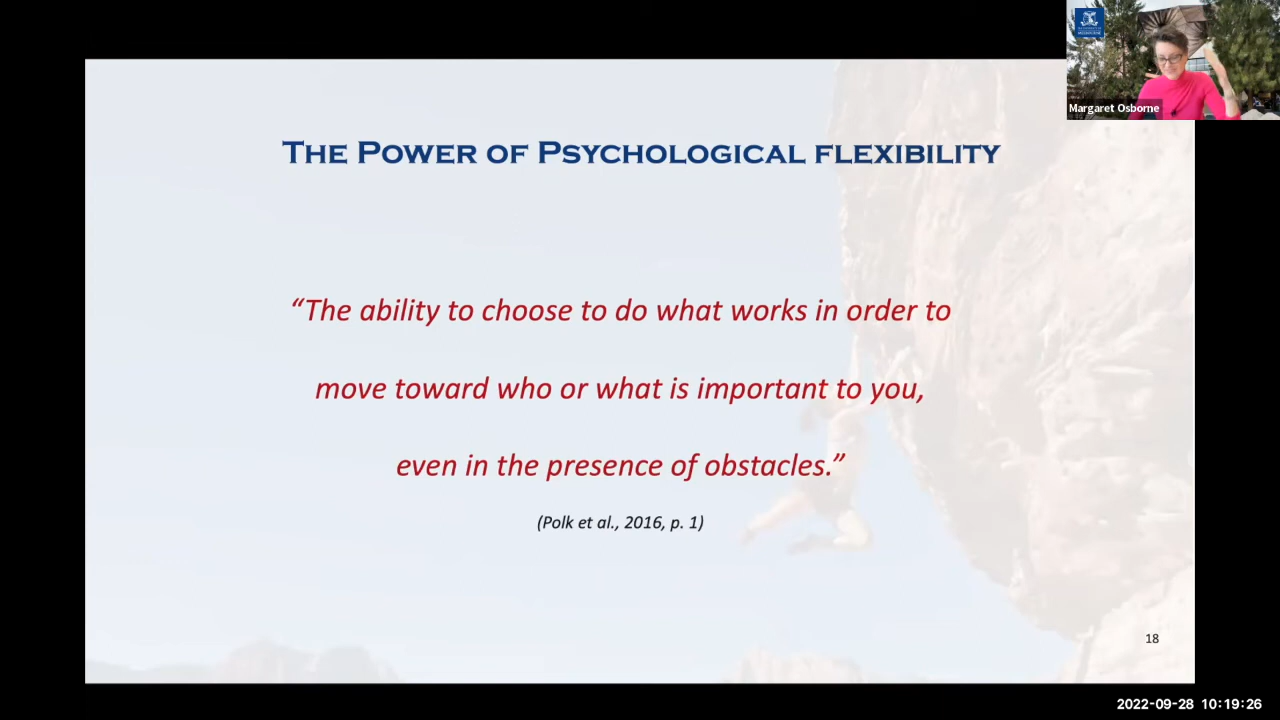 Margaret Osborne
THE POWER OF PSYCHOLOGICAL FLEXIBILITY
“The ability to choose to do what works in order to
move toward who or what is important to you,
even in the presence of obstacles.”
(Polk et al., 2016, p. 1)
18
2022-09-28 10:19:26